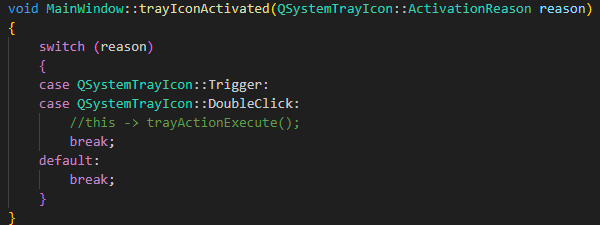 void MainWindow::trayIconActivated(QSystemTrayIcon::ActivationReason reason)
{
    switch (reason)
    {
    case QSystemTrayIcon::Trigger:
    case QSystemTrayIcon::DoubleClick:
        //this -> trayActionExecute();
        break;
    default:
        break;
    }
}